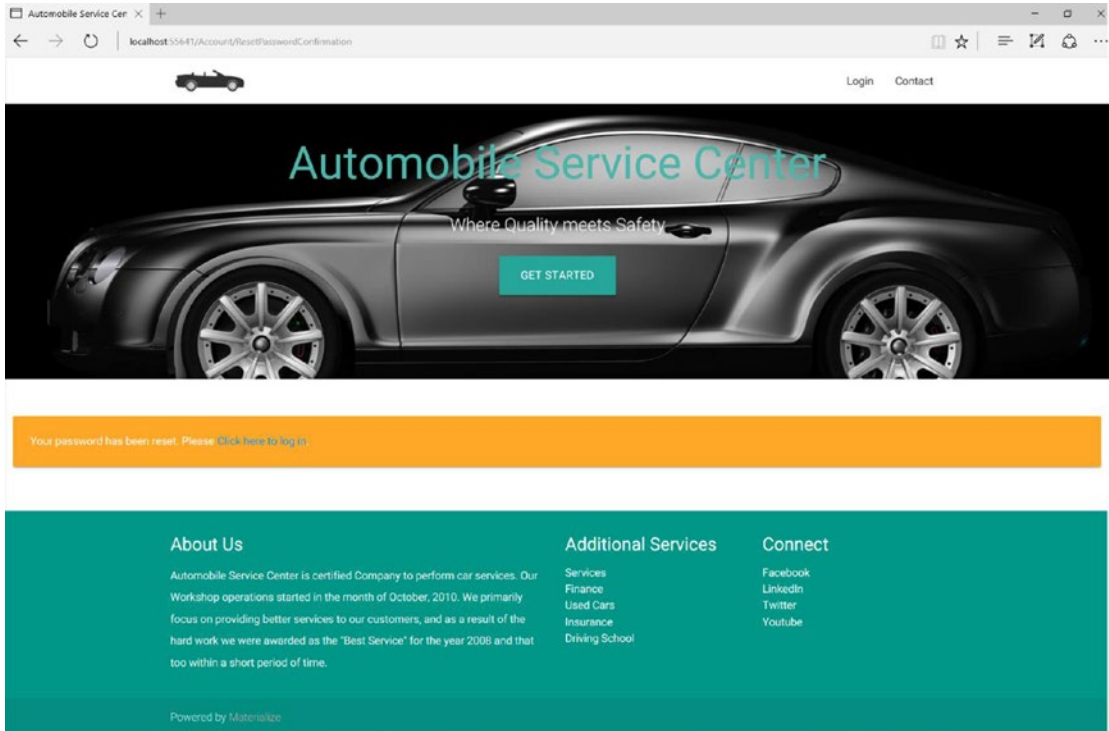 Automobile Service Cen
localhost:55641/Account/ResetPasswordConfirmation
Login Contact
Automobile Service Center
Where Quality meets Safety
GET STARTED
Your password has been reset. Please Click here to log in
About Us
Automobile Service Center is certified Company to perform car services. Our
Workshop operations started in the month of October, 2010. We primarily
focus on providing better services to our customers, and as a result of the
hard work we were awarded as the "Best Service" for the year 2008 and that
too within a short period of time.
Additional Services
Services
Finance
Used Cars
Insurance
Driving School
Connect
Facebook
LinkedIn
Twitter
Youtube
Powered by Materialize